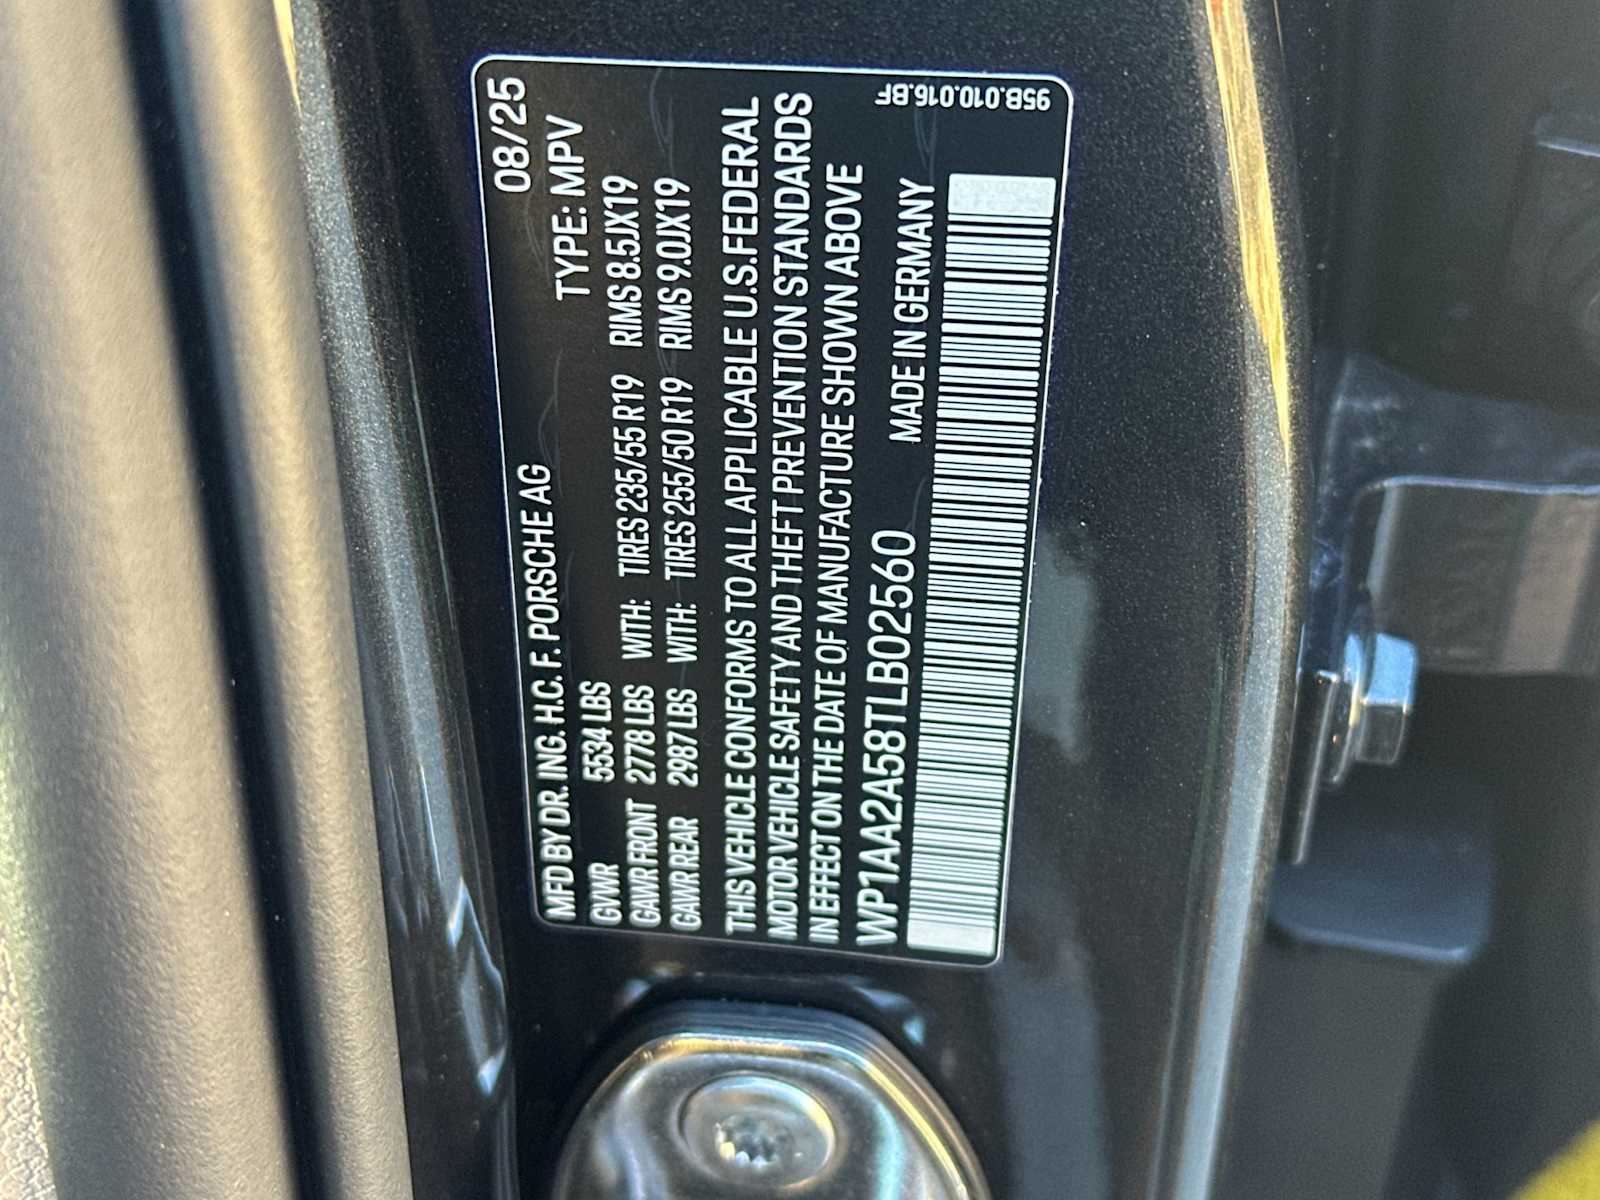 08/25
MFD BY DR. ING. H.C. F. PORSCHE AG TYPE: MPV
GVWR 5534 LBS
GAWR FRONT 2778 LBS WITH: TIRES 235/55 R19 RIMS 8.5JX19
GAWR REAR 2987 LBS WITH: TIRES 255/50 R19 RIMS 9.0JX19
THIS VEHICLE CONFORMS TO ALL APPLICABLE U.S. FEDERAL
MOTOR VEHICLE SAFETY AND THEFT PREVENTION STANDARDS
IN EFFECT ON THE DATE OF MANUFACTURE SHOWN ABOVE
WP1AA2A58TLB02560 MADE IN GERMANY
95B.010.016.BF